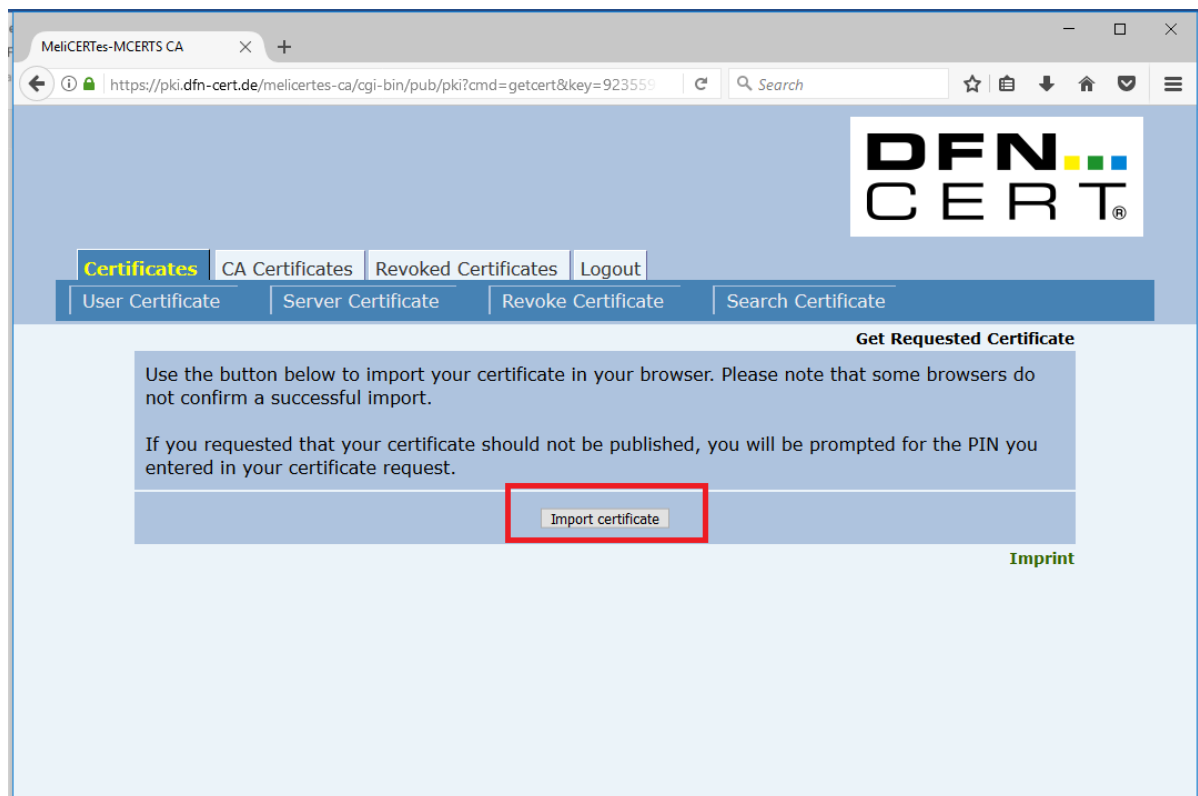 MeliCERTes-MCERTS CA
https://pki.dfn-cert.de/melicertes-ca/cgi-bin/pub/pki?cmd=getcert&key=923559
Search
DFN
CERT®
Certificates CA Certificates Revoked Certificates Logout
User Certificate Server Certificate Revoke Certificate Search Certificate
Get Requested Certificate
Use the button below to import your certificate in your browser. Please note that some browsers do
not confirm a successful import.
If you requested that your certificate should not be published, you will be prompted for the PIN you
entered in your certificate request.
Import certificate
Imprint